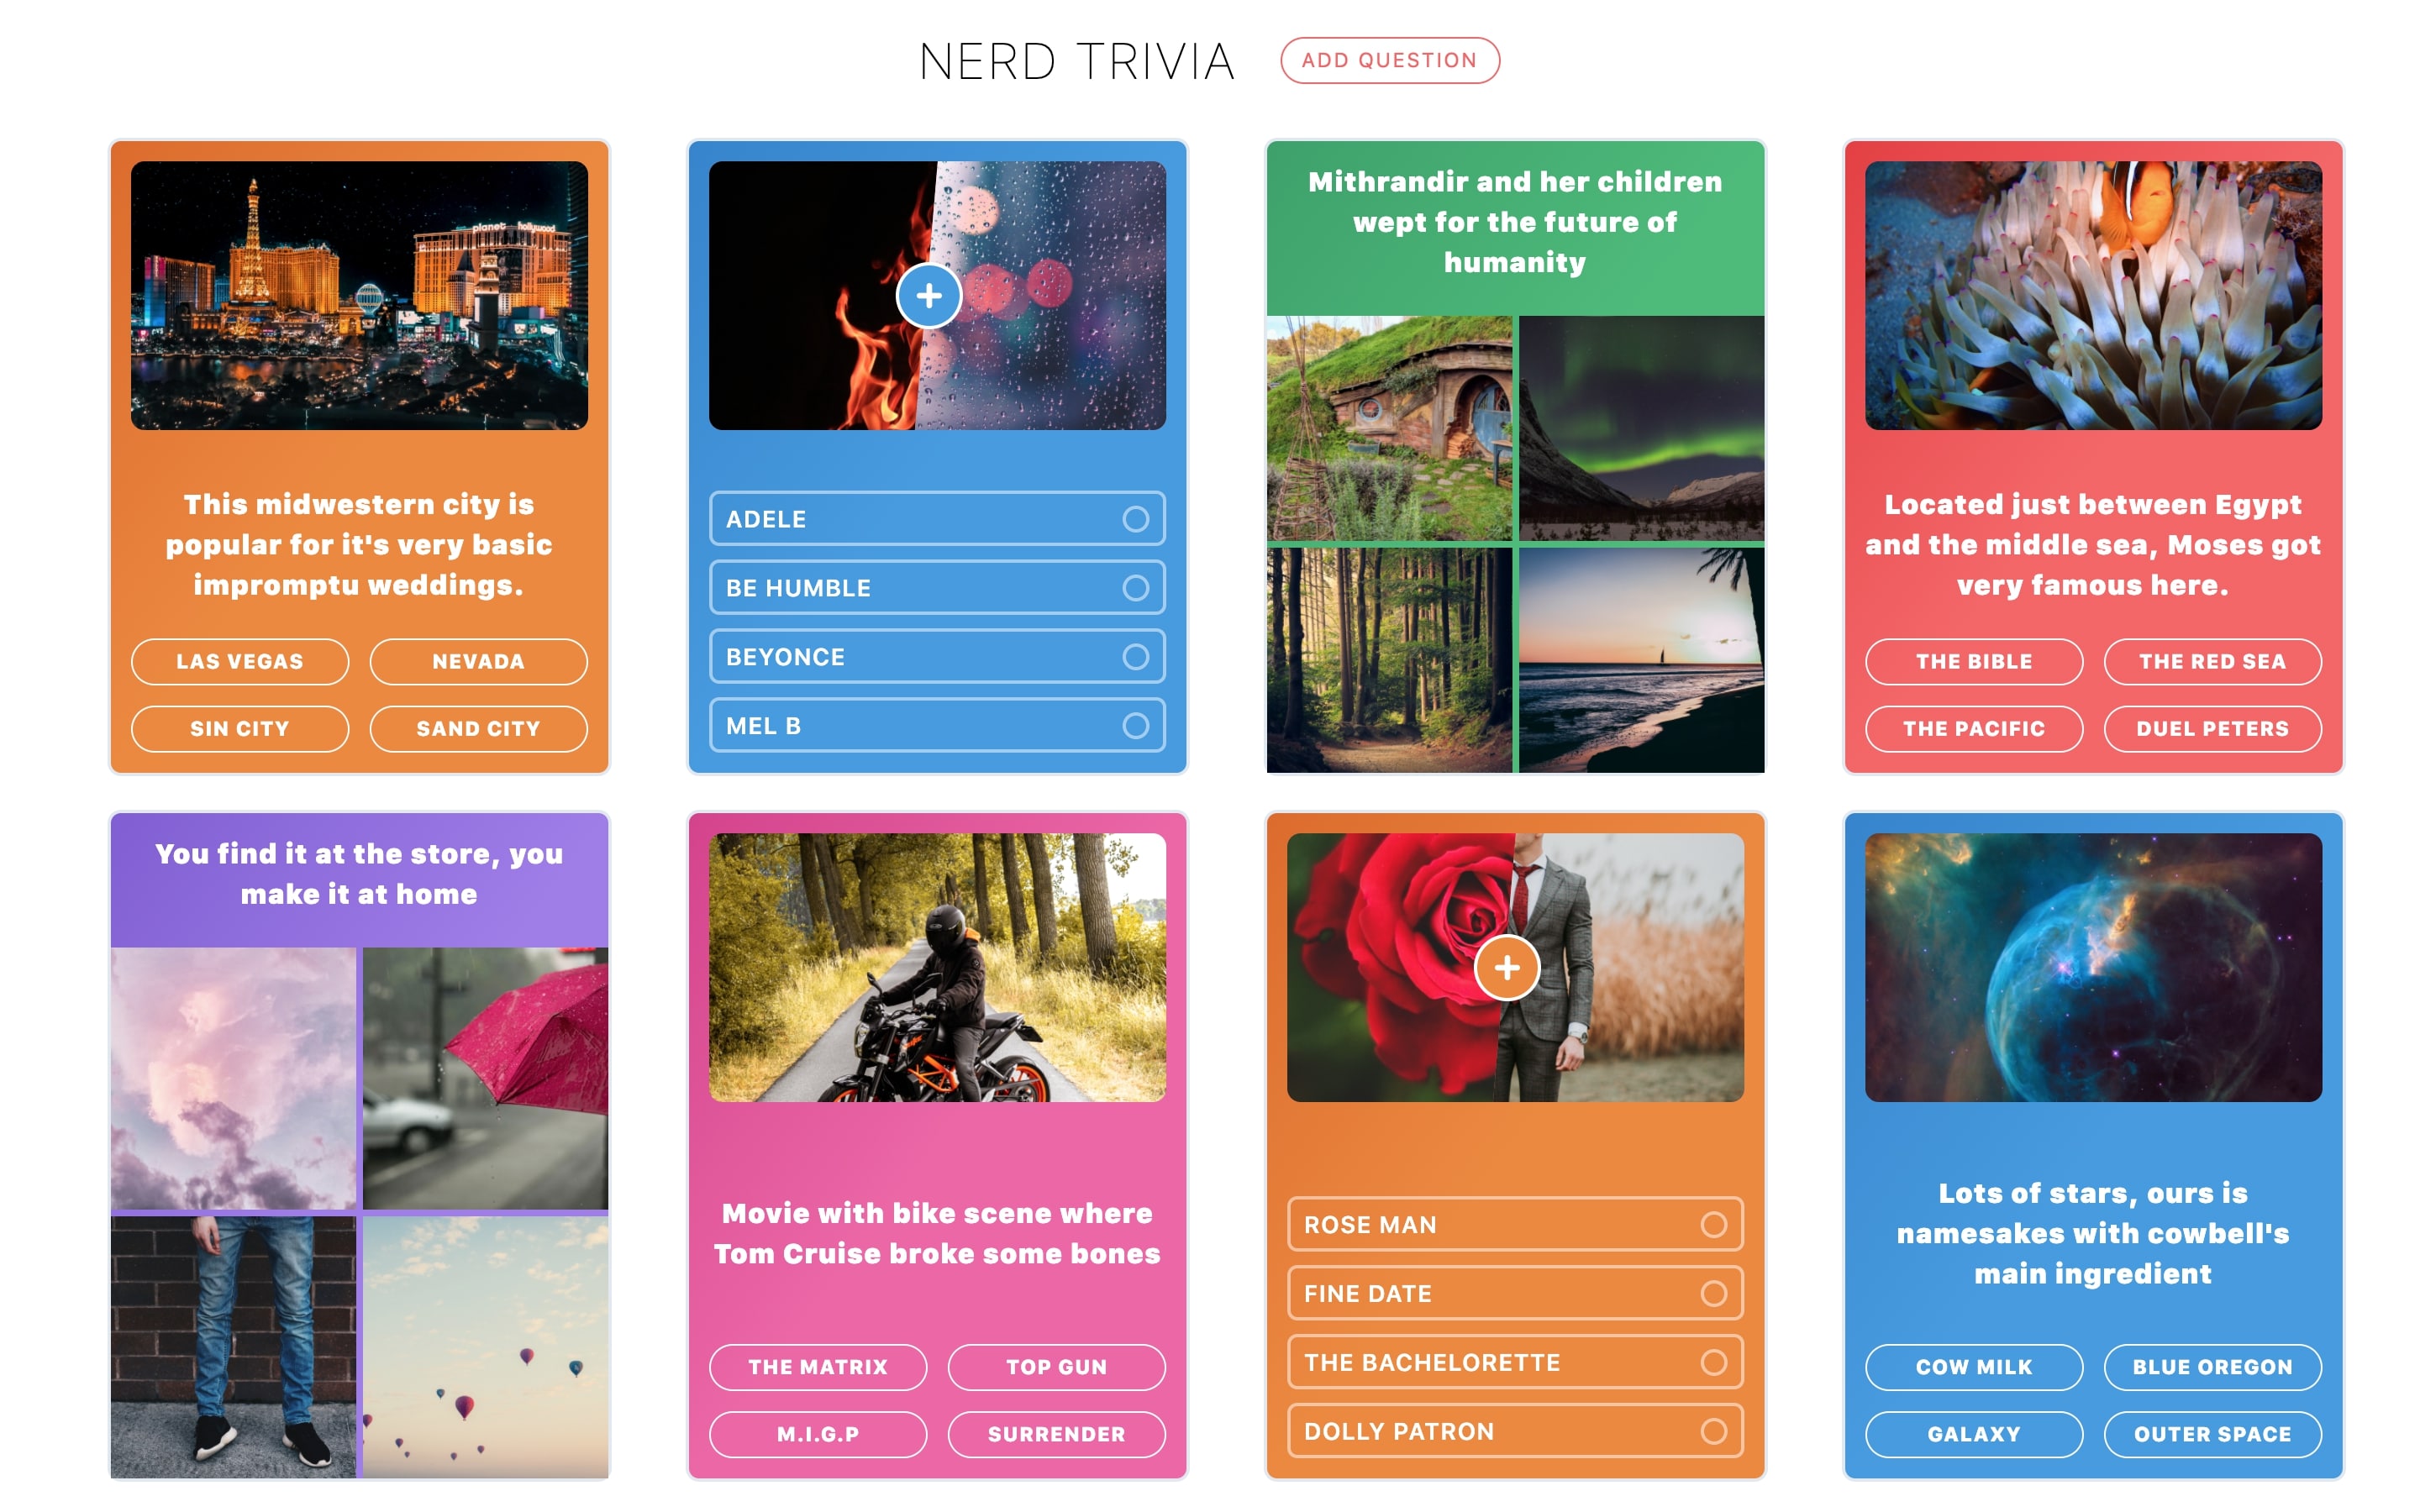 NERD TRIVIA
ADD QUESTION
planet hollywood
This midwestern city is
popular for it's very basic
impromptu weddings.
LAS VEGAS
NEVADA
SIN CITY
SAND CITY
ADELE
BE HUMBLE
BEYONCE
MEL B
Mithrandir and her children
wept for the future of
humanity
Located just between Egypt
and the middle sea, Moses got
very famous here.
THE BIBLE
THE RED SEA
THE PACIFIC
DUEL PETERS
You find it at the store, you
make it at home
Movie with bike scene where
Tom Cruise broke some bones
THE MATRIX
TOP GUN
M.I.G.P
SURRENDER
ROSE MAN
FINE DATE
THE BACHELORETTE
DOLLY PATRON
Lots of stars, ours is
namesakes with cowbell's
main ingredient
COW MILK
BLUE OREGON
GALAXY
OUTER SPACE